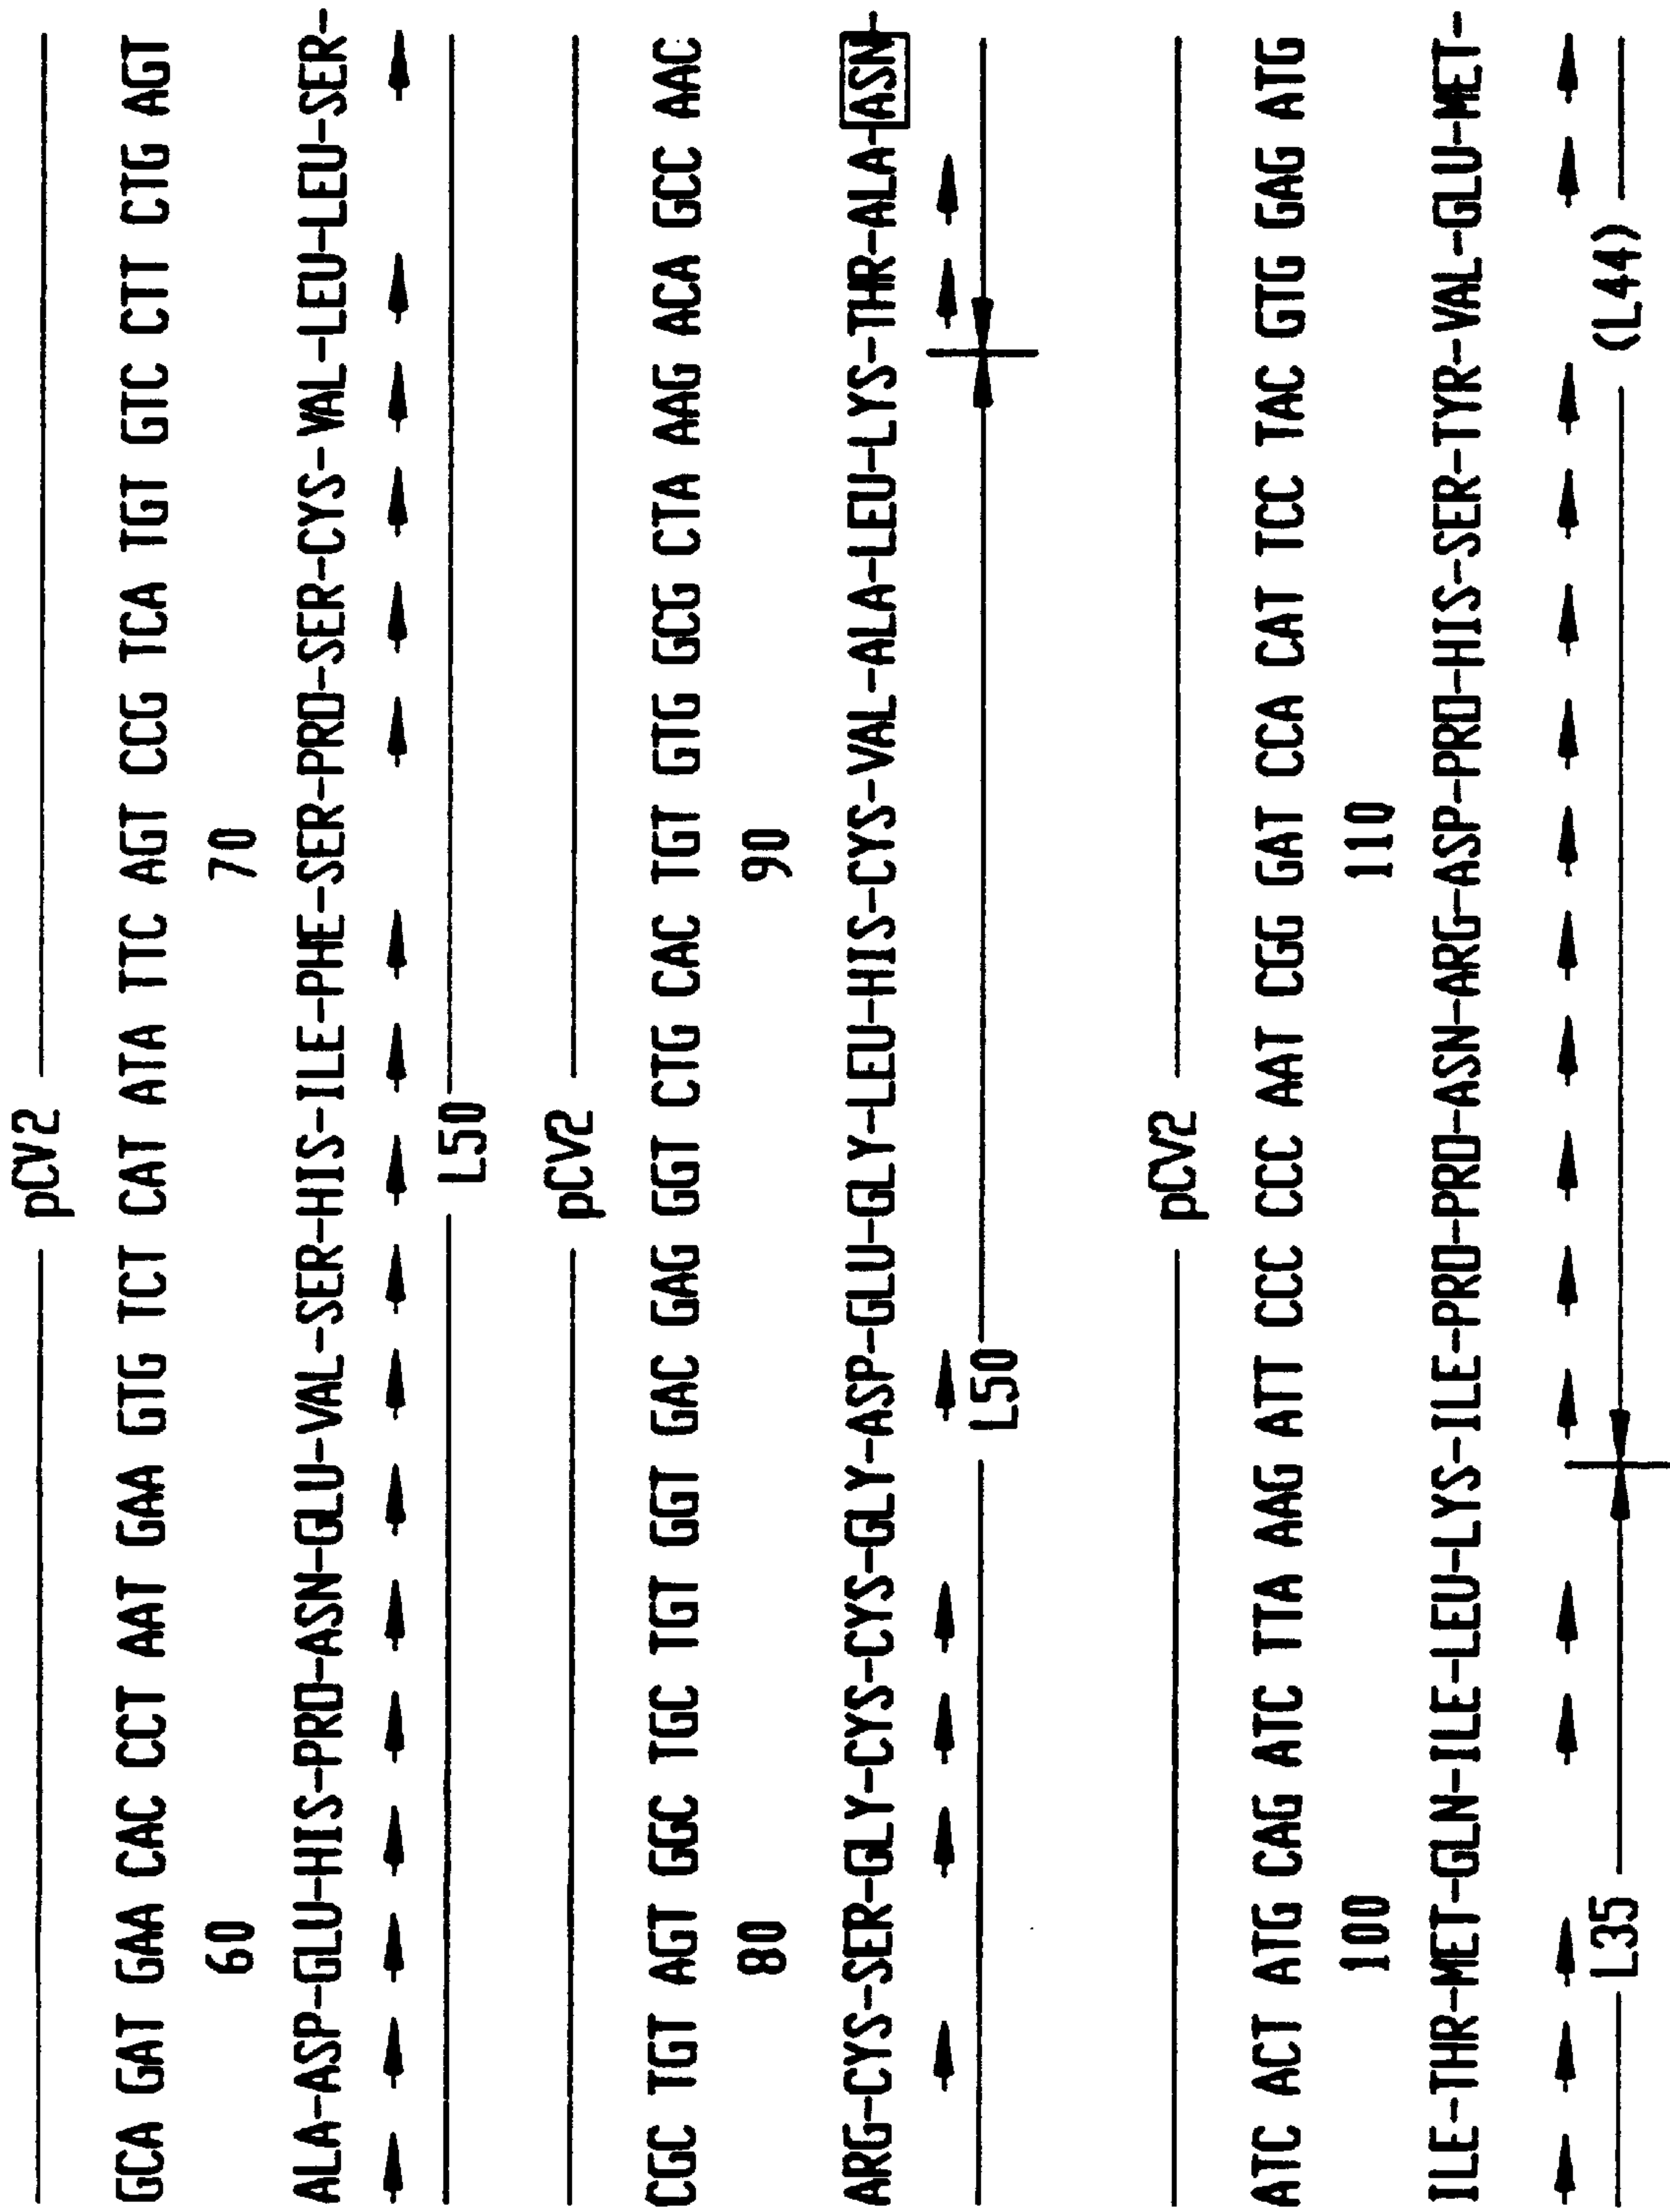 pCV2
GCA GAT GAA CAC CCT AAT GAA GTG TCT CAT ATA TTC AGT CCG TCA TGT GTC CTT CTG AGT
60 70
ALA-ASP-GLU-HIS-PRO-ASN-GLU-VAL-SER-HIS-ILE-PHE-SER-PRO-SER-CYS-VAL-LEU-LEU-SER-
L50
pCV2
CGC TGT AGT GGC TGC TGT GGT GAC GAG GGT CTG CAC TGT GTG GCG CTA AAG ACA GCC AAC
80 90
ARG-CYS-SER-GLY-CYS-CYS-GLY-ASP-GLU-GLY-LEU-HIS-CYS-VAL-ALA-LEU-LYS-THR-ALA-ASN-
L50
pCV2
ATC ACT ATG CAG ATC TTA AAG ATT CCC CCC AAT CGG GAT CCA CAT TCC TAC GTG GAG ATG
100 110
ILE-THR-MET-GLN-ILE-LEU-LYS-ILE-PRO-PRO-ASN-ARG-ASP-PRO-HIS-SER-TYR-VAL-GLU-MET-
L35 (L44)